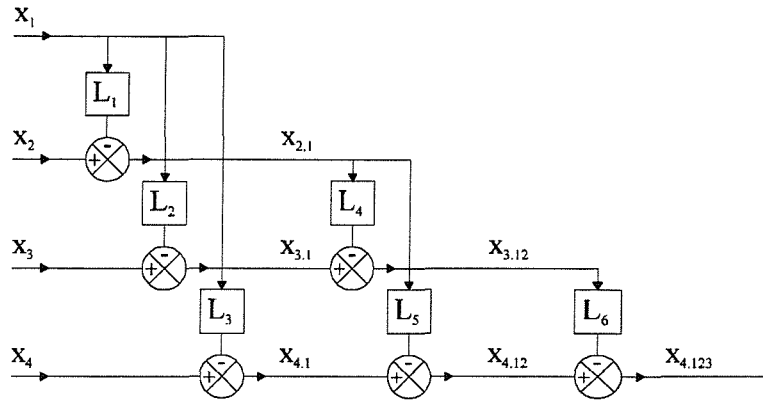 X₁
L₁
X₂ + - X₂,₁
L₂ L₄
X₃ + - X₃.₁ + - X₃.₁₂
L₃ L₅ L₆
X₄ + - X₄.₁ + - X₄.₁₂ + - X₄.₁₂₃